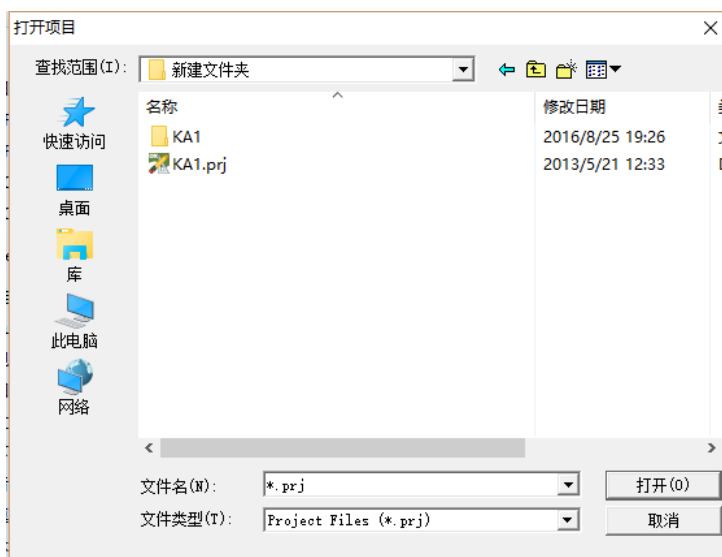 打开项目
查找范围(I):
新建文件夹
名称
修改日期
KA1
2016/8/25 19:26
KA1.prj
2013/5/21 12:33
快速访问
桌面
库
此电脑
网络
文件名(N):
*.prj
打开(O)
文件类型(T):
Project Files (*.prj)
取消